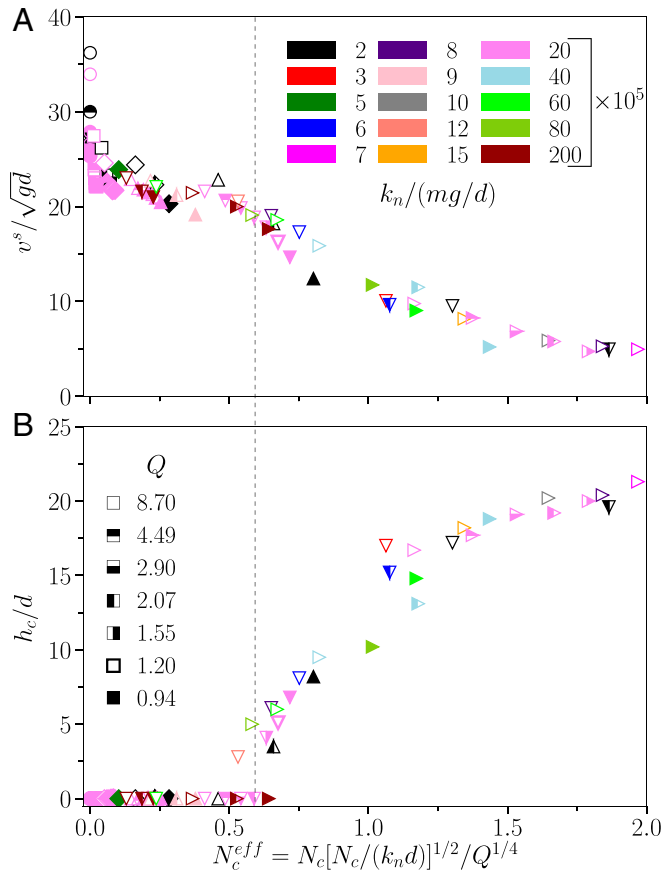 A
40
30
20
10
0
v^s/√gd
2 8 20
3 9 40
5 10 60
6 12 80
7 15 200
×10^5
k_n/(mg/d)
B
25
20
15
10
5
0
h_c/d
Q
8.70
4.49
2.90
2.07
1.55
1.20
0.94
0.0 0.5 1.0 1.5 2.0
N_c^{eff} = N_c[N_c/(k_n d)]^{1/2}/Q^{1/4}